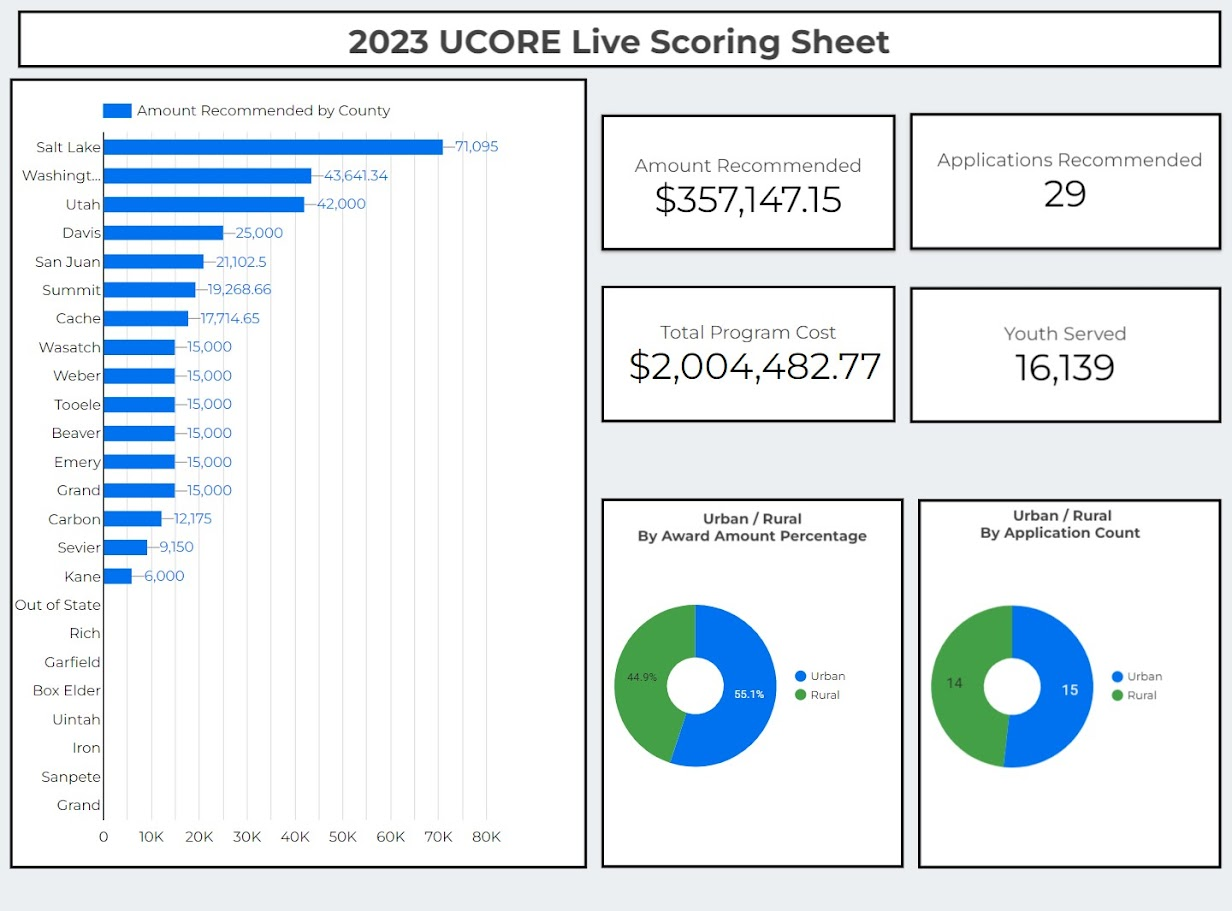 2023 UCORE Live Scoring Sheet
Amount Recommended by County
Salt Lake 71,095
Washingt... 43,641.34
Utah 42,000
Davis 25,000
San Juan 21,102.5
Summit 19,268.66
Cache 17,714.65
Wasatch 15,000
Weber 15,000
Tooele 15,000
Beaver 15,000
Emery 15,000
Grand 15,000
Carbon 12,175
Sevier 9,150
Kane 6,000
Out of State
Rich
Garfield
Box Elder
Uintah
Iron
Sanpete
Grand
0 10K 20K 30K 40K 50K 60K 70K 80K
Amount Recommended
$357,147.15
Applications Recommended
29
Total Program Cost
$2,004,482.77
Youth Served
16,139
Urban / Rural
By Award Amount Percentage
44.9%
55.1%
Urban
Rural
Urban / Rural
By Application Count
14
15
Urban
Rural